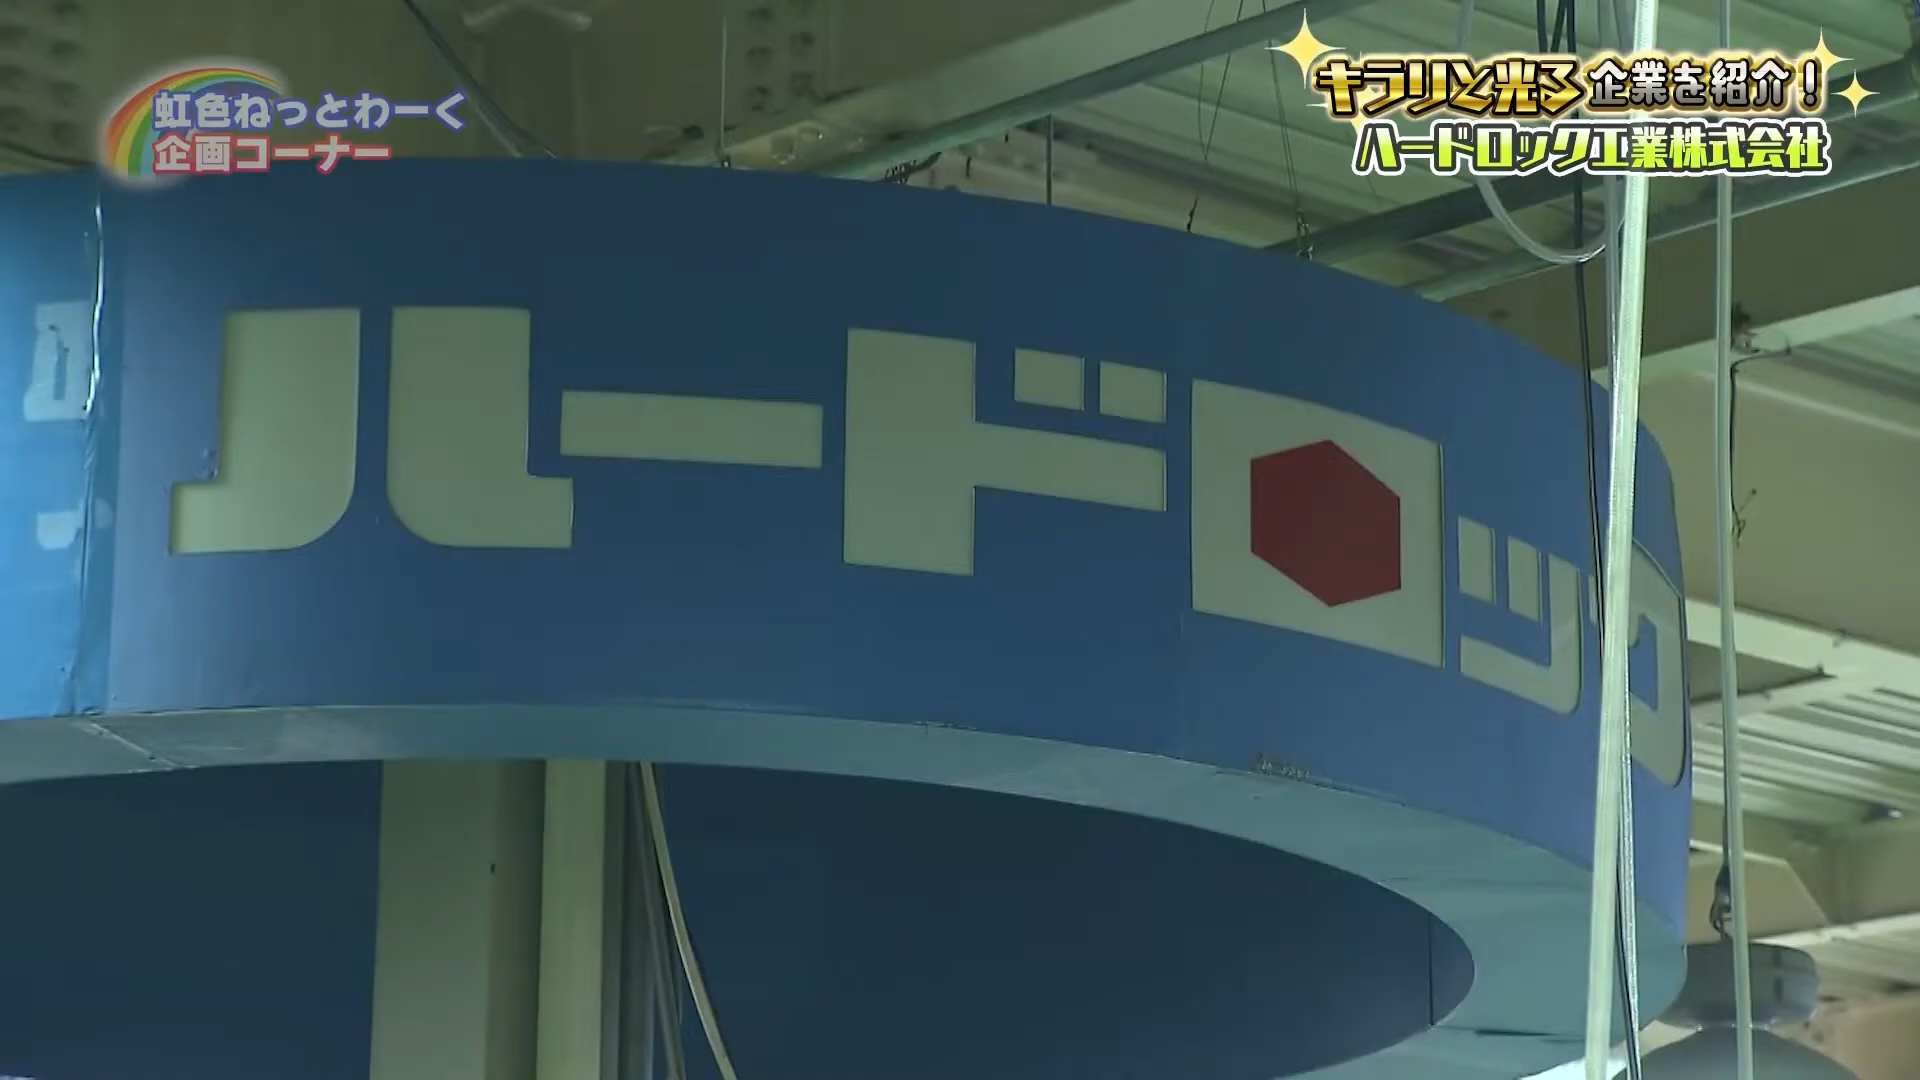 虹色ねっとわーく
企画コーナー
キラリと光る企業を紹介！
ハードロック工業株式会社
ハードロック